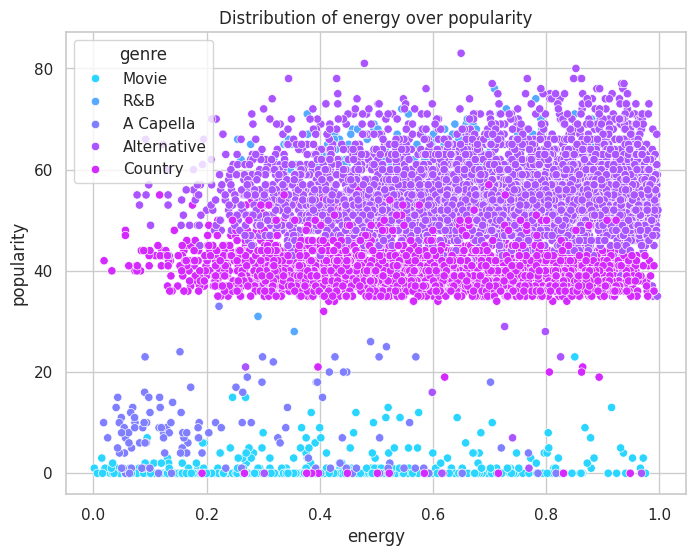 Distribution of energy over popularity
genre
Movie
R&B
A Capella
Alternative
Country
popularity
80
60
40
20
0
0.0 0.2 0.4 0.6 0.8 1.0
energy